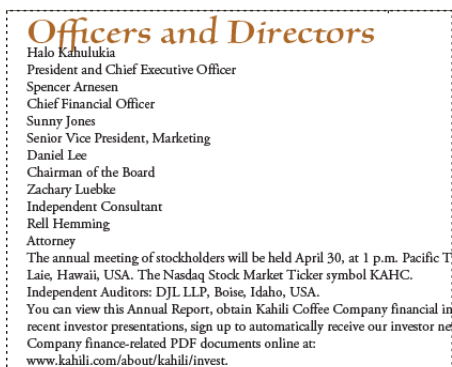 Officers and Directors
Halo Kahulukia
President and Chief Executive Officer
Spencer Arnesen
Chief Financial Officer
Sunny Jones
Senior Vice President, Marketing
Daniel Lee
Chairman of the Board
Zachary Luebke
Independent Consultant
Rell Hemming
Attorney
The annual meeting of stockholders will be held April 30, at 1 p.m. Pacific
Laie, Hawaii, USA. The Nasdaq Stock Market Ticker symbol KAHC.
Independent Auditors: DJL LLP, Boise, Idaho, USA.
You can view this Annual Report, obtain Kahili Coffee Company financial
recent investor presentations, sign up to automatically receive our investor
Company finance-related PDF documents online at:
www.kahili.com/about/kahili/invest.